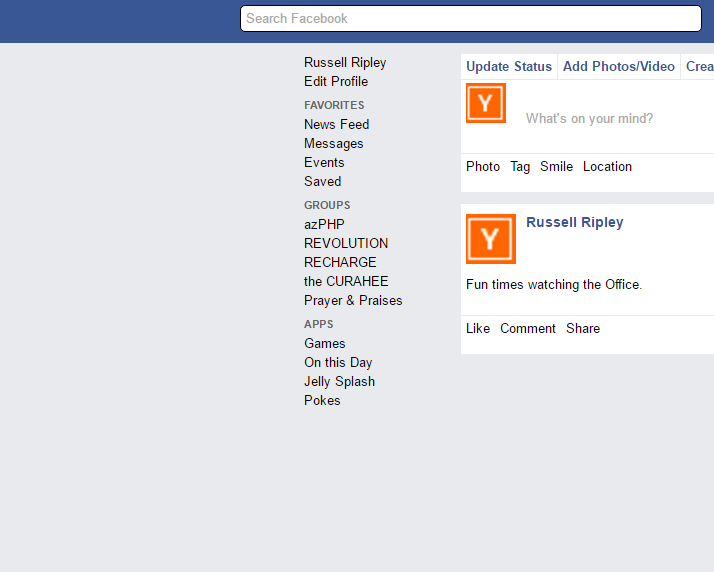 Search Facebook
Russell Ripley
Edit Profile
FAVORITES
News Feed
Messages
Events
Saved
GROUPS
azPHP
REVOLUTION
RECHARGE
the CURAHEE
Prayer & Praises
APPS
Games
On this Day
Jelly Splash
Pokes
Update Status Add Photos/Video Crea
Y
What's on your mind?
Photo Tag Smile Location
Y
Russell Ripley
Fun times watching the Office.
Like Comment Share